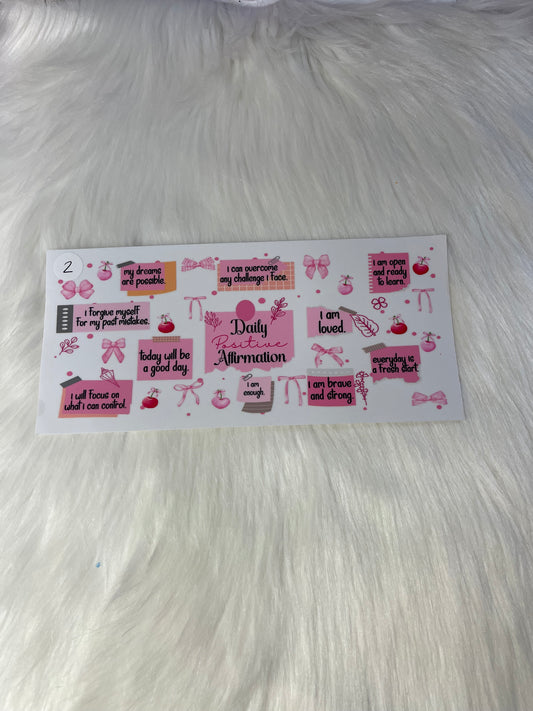 2
my dreams
are possible.
i can overcome
any challenge i face.
i am open
and ready
to learn.
i forgive myself
For my past mistakes.
Daily
Positive
Affirmation
i am
loved.
today will be
a good day.
everyday is
a fresh start.
i will focus on
what i can control.
i am
enough.
i am brave
and strong.